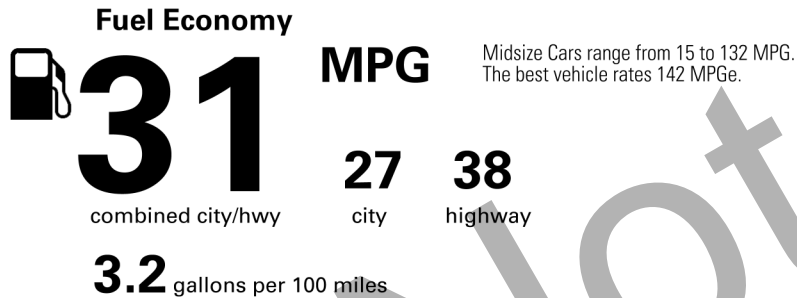 Fuel Economy
31 MPG
Midsize Cars range from 15 to 132 MPG.
The best vehicle rates 142 MPGe.
27 38
combined city/hwy city highway
3.2 gallons per 100 miles
Not